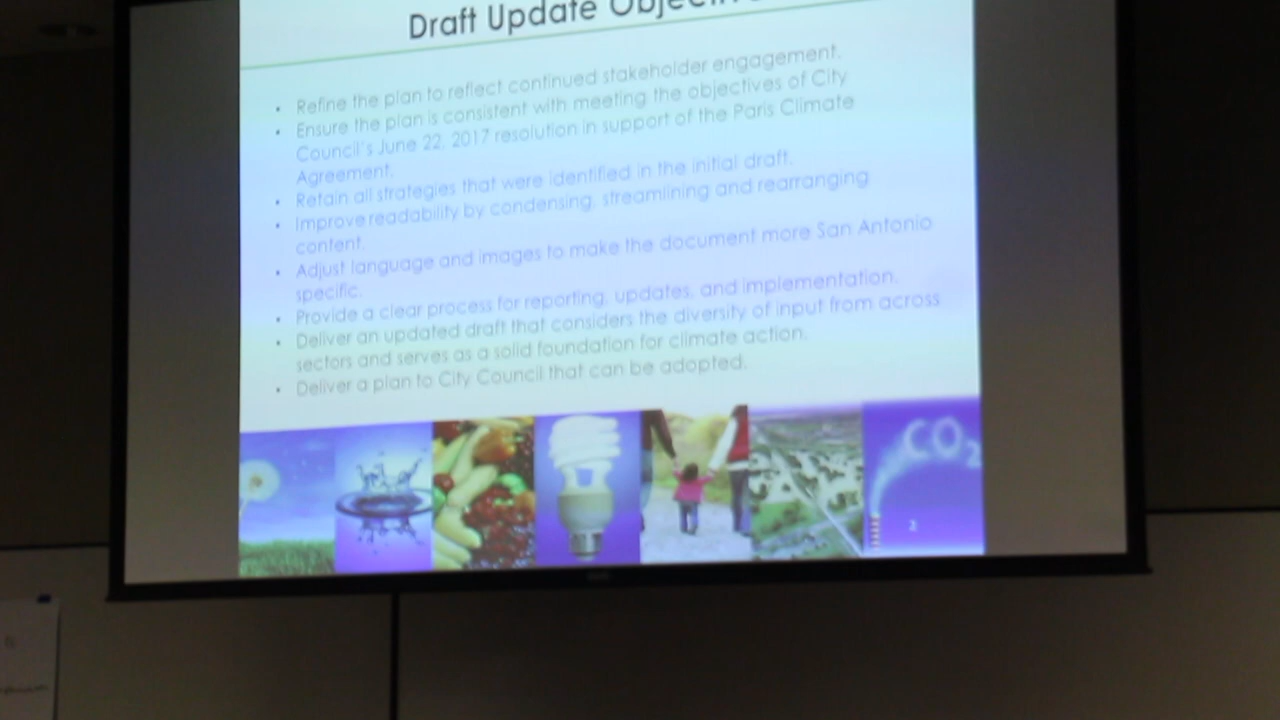 Draft Update Objectiv
• Refine the plan to reflect continued stakeholder engagement.
• Ensure the plan is consistent with meeting the objectives of City
Council's June 22, 2017 resolution in support of the Paris Climate
Agreement.
• Retain all strategies that were identified in the initial draft.
• Improve readability by condensing, streamlining and rearranging
content.
• Adjust language and images to make the document more San Antonio
specific.
• Provide a clear process for reporting, updates, and implementation.
• Deliver an updated draft that considers the diversity of input from across
sectors and serves as a solid foundation for climate action.
• Deliver a plan to City Council that can be adopted.
CO2
2